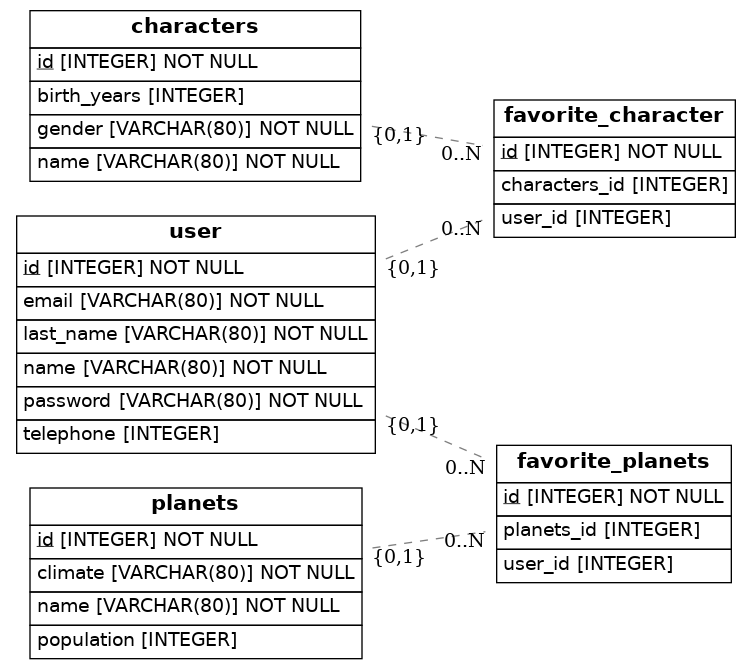 characters
id [INTEGER] NOT NULL
birth_years [INTEGER]
gender [VARCHAR(80)] NOT NULL
name [VARCHAR(80)] NOT NULL
{0,1}
0..N
favorite_character
id [INTEGER] NOT NULL
characters_id [INTEGER]
user_id [INTEGER]
user
id [INTEGER] NOT NULL
email [VARCHAR(80)] NOT NULL
last_name [VARCHAR(80)] NOT NULL
name [VARCHAR(80)] NOT NULL
password [VARCHAR(80)] NOT NULL
telephone [INTEGER]
0..N
{0,1}
{0,1}
0..N
favorite_planets
id [INTEGER] NOT NULL
planets_id [INTEGER]
user_id [INTEGER]
planets
id [INTEGER] NOT NULL
climate [VARCHAR(80)] NOT NULL
name [VARCHAR(80)] NOT NULL
population [INTEGER]
0..N
{0,1}